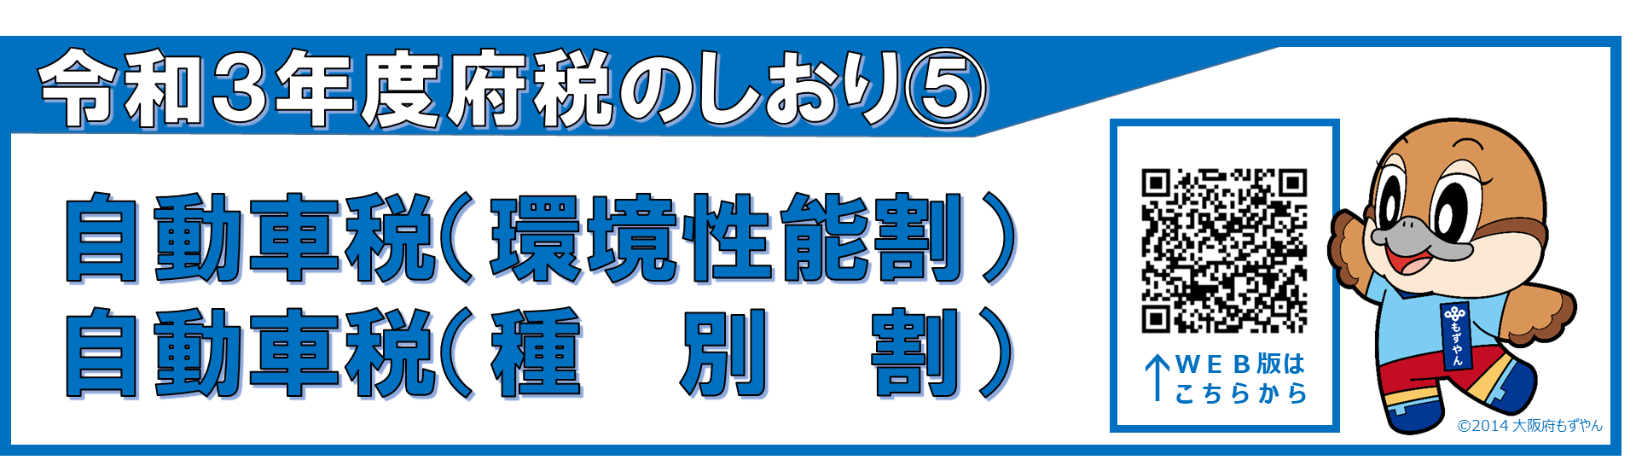 令和３年度府税のしおり⑤
自動車税（環境性能割）
自動車税（種　別　割）
↑ＷＥＢ版は
こちらから
もずやん
©2014 大阪府もずやん